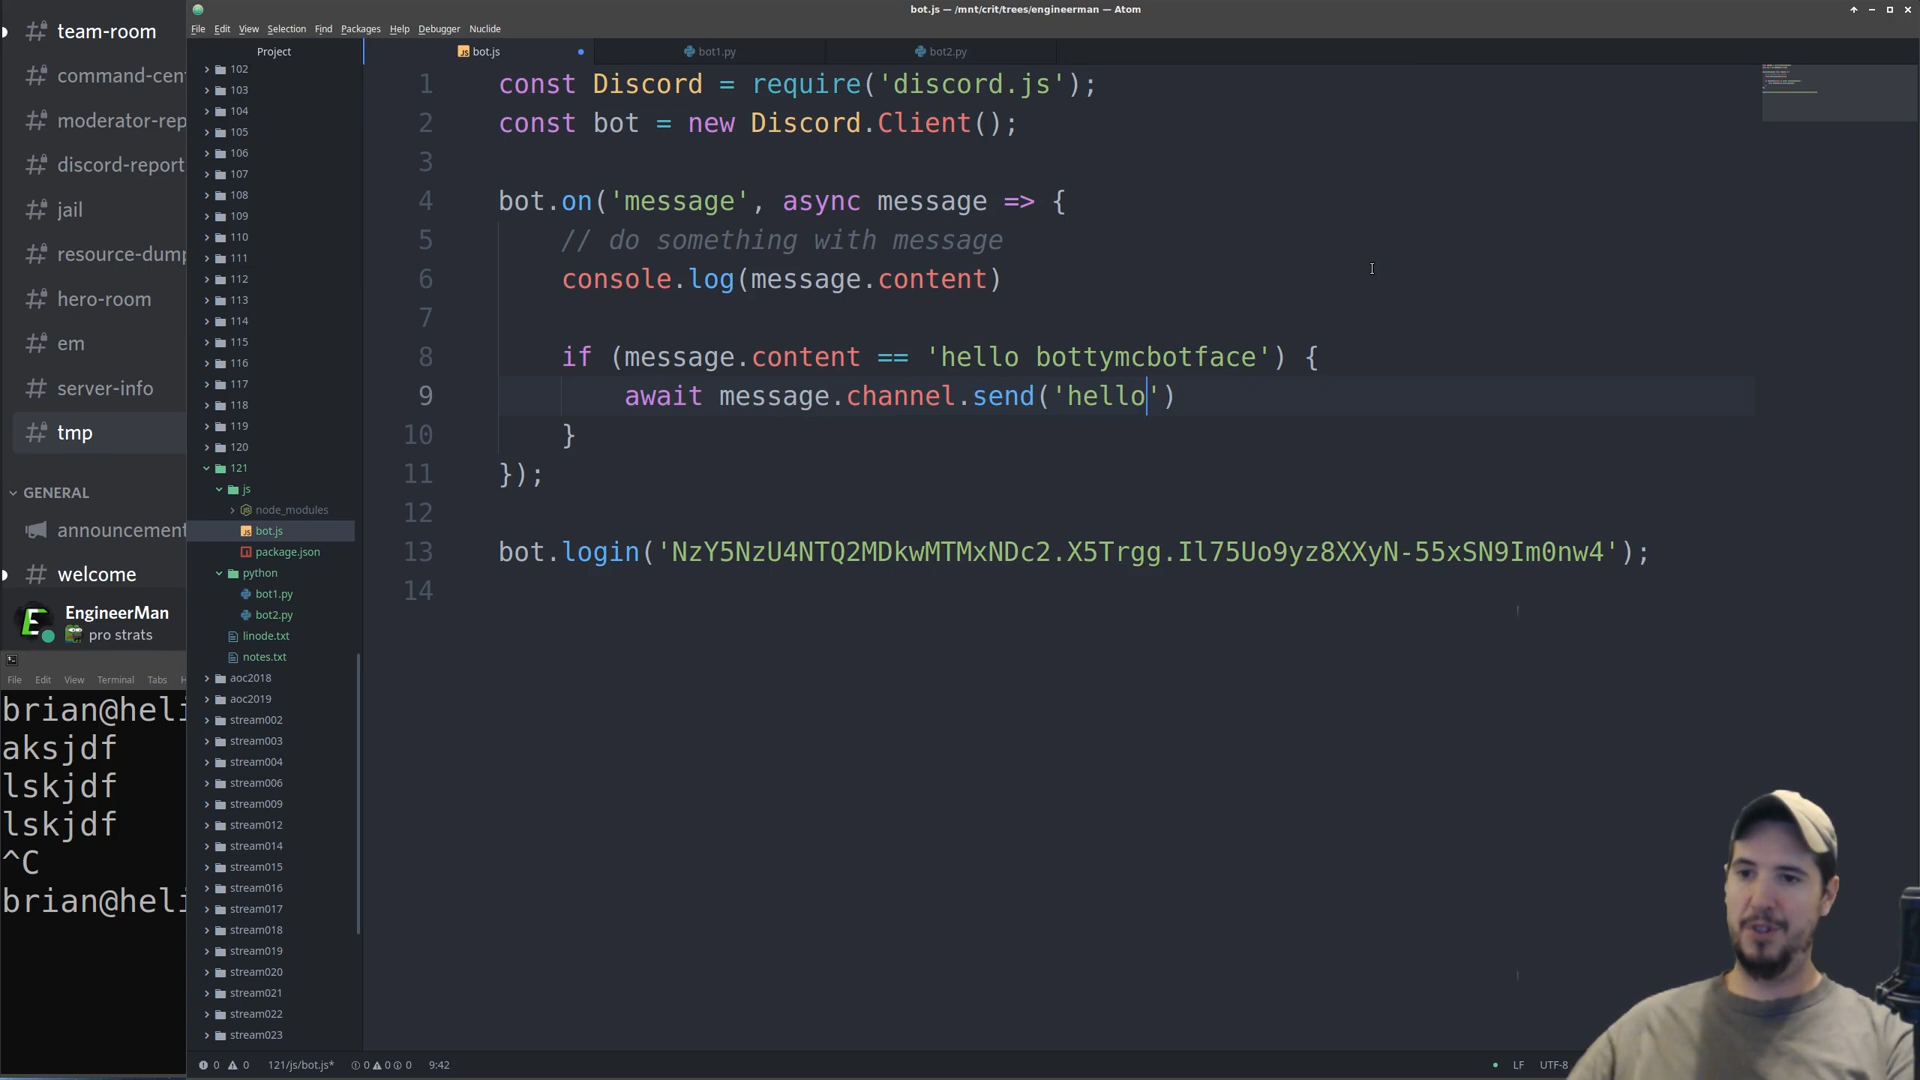 bot.js — /mnt/crit/trees/engineerman — Atom
File Edit View Selection Find Packages Help Debugger Nuclide
Project
bot.js
bot1.py
bot2.py
# team-room
# command-cen
# moderator-rep
# discord-report
# jail
# resource-dump
# hero-room
# em
# server-info
# tmp
GENERAL
announcement
# welcome
EngineerMan
pro strats
File Edit View Terminal Tabs H
brian@heli
aksjdf
lskjdf
lskjdf
^C
brian@heli
102
103
104
105
106
107
108
109
110
111
112
113
114
115
116
117
118
119
120
121
js
node_modules
bot.js
package.json
python
bot1.py
bot2.py
linode.txt
notes.txt
aoc2018
aoc2019
stream002
stream003
stream004
stream006
stream009
stream012
stream014
stream015
stream016
stream017
stream018
stream019
stream020
stream021
stream022
stream023
1 const Discord = require('discord.js');
2 const bot = new Discord.Client();
3
4 bot.on('message', async message => {
5 // do something with message
6 console.log(message.content)
7
8 if (message.content == 'hello bottymcbotface') {
9 await message.channel.send('hello')
10 }
11 });
12
13 bot.login('NzY5NzU4NTQ2MDkwMTMxNDc2.X5Trgg.Il75Uo9yz8XXyN-55xSN9Im0nw4');
14
0 0 121/js/bot.js* 0 0 0 9:42
LF UTF-8